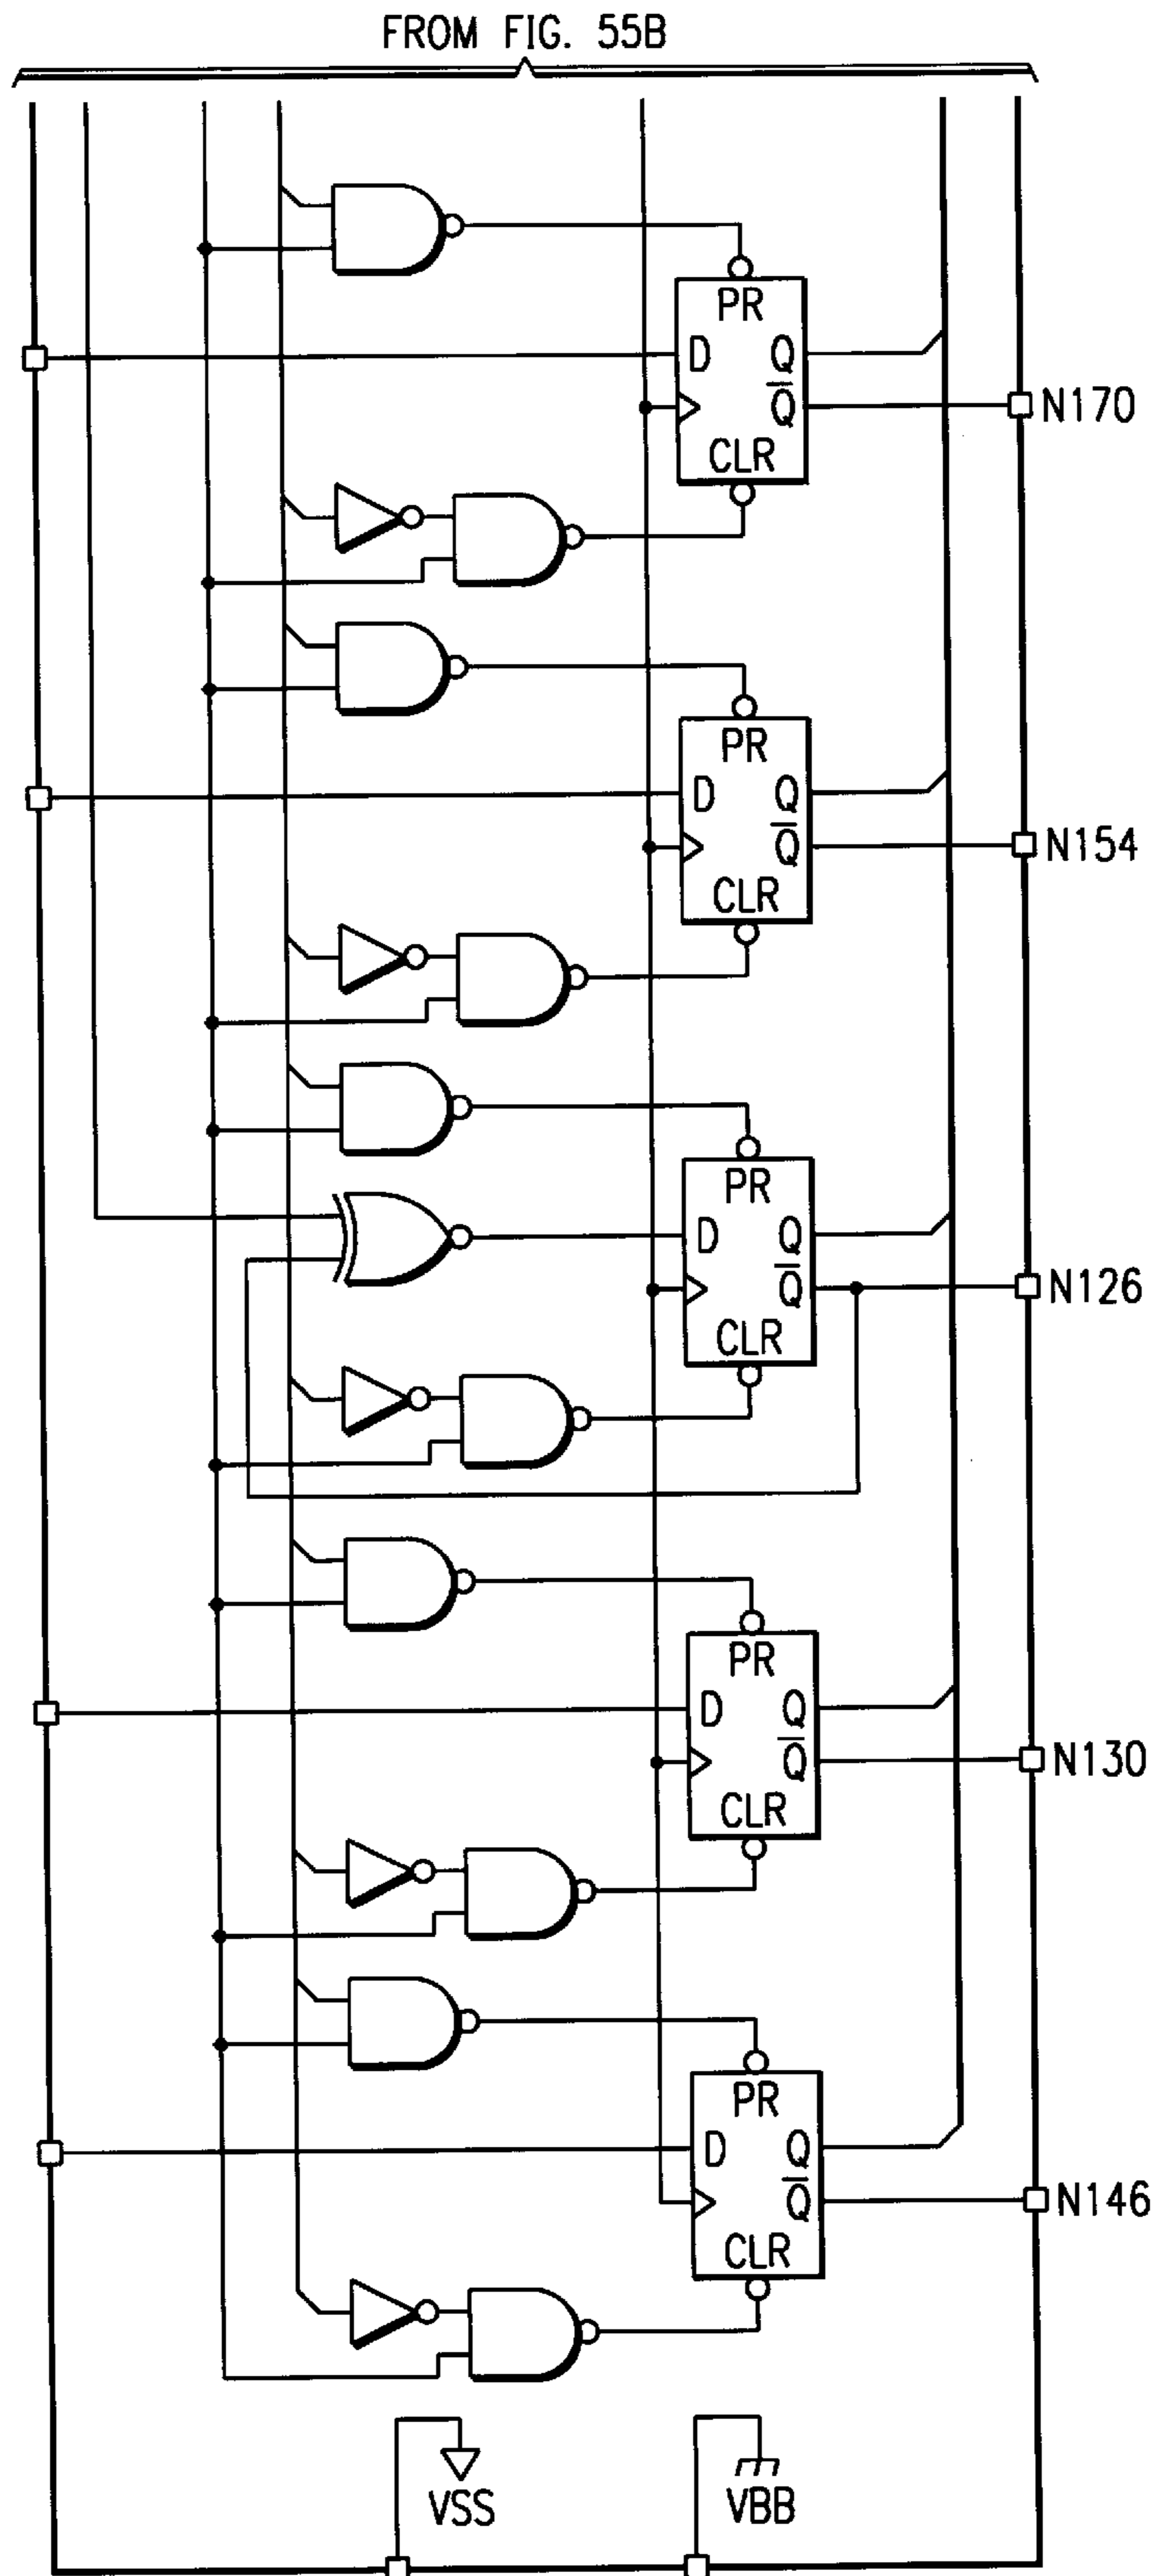 FROM FIG. 55B
PR
D Q
Q̅ N170
CLR
PR
D Q
Q̅ N154
CLR
PR
D Q
Q̅ N126
CLR
PR
D Q
Q̅ N130
CLR
PR
D Q
Q̅ N146
CLR
VSS VBB